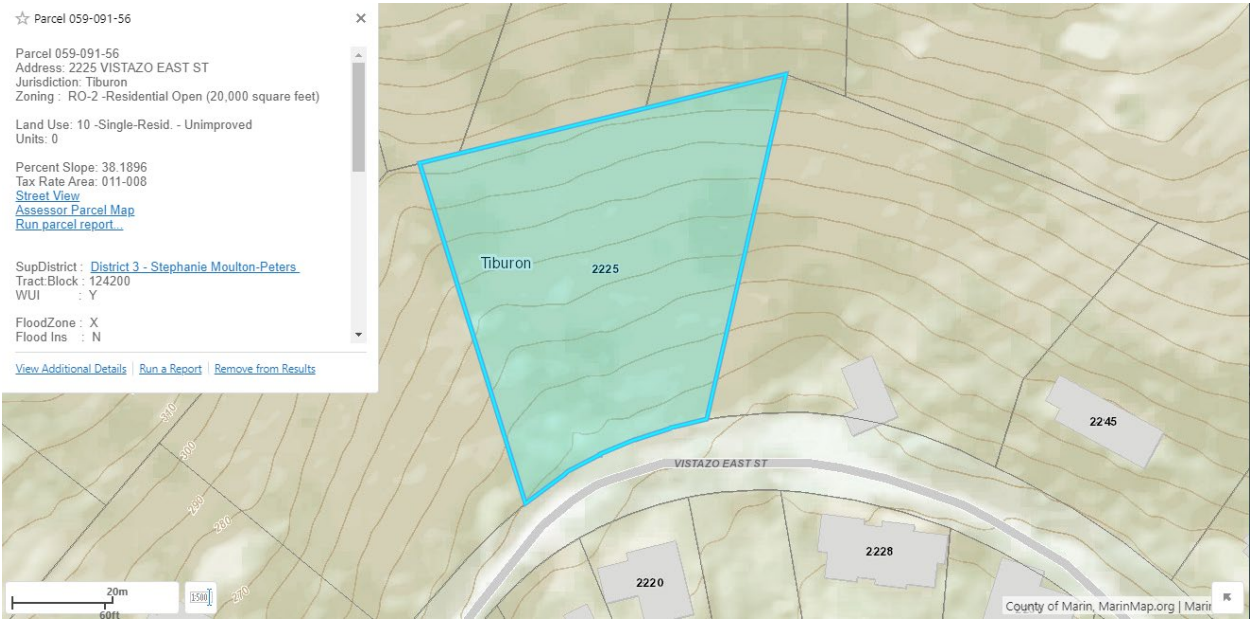 Parcel 059-091-56
Parcel 059-091-56
Address: 2225 VISTAZO EAST ST
Jurisdiction: Tiburon
Zoning : RO-2 -Residential Open (20,000 square feet)
Land Use: 10 -Single-Resid. - Unimproved
Units: 0
Percent Slope: 38.1896
Tax Rate Area: 011-008
Street View
Assessor Parcel Map
Run parcel report...
SupDistrict : District 3 - Stephanie Moulton-Peters
Tract:Block : 124200
WUI : Y
FloodZone : X
Flood Ins : N
View Additional Details | Run a Report | Remove from Results
Tiburon
2225
2245
VISTAZO EAST ST
2228
2220
310
300
290
280
270
20m
60ft
1:500
County of Marin, MarinMap.org | Marin